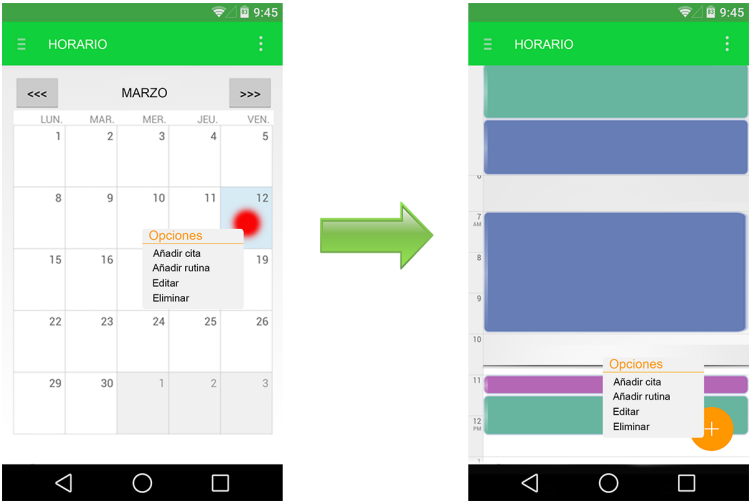 9:45
HORARIO
<<< MARZO >>>
LUN. MAR. MER. JEU. VEN.
1 2 3 4 5
8 9 10 11 12
Opciones
Añadir cita
Añadir rutina
Editar
Eliminar
15 16 19
22 23 24 25 26
29 30 1 2 3
9:45
HORARIO
7
AM
8
9
10
Opciones
11
Añadir cita
Añadir rutina
Editar
12
PM
Eliminar
+